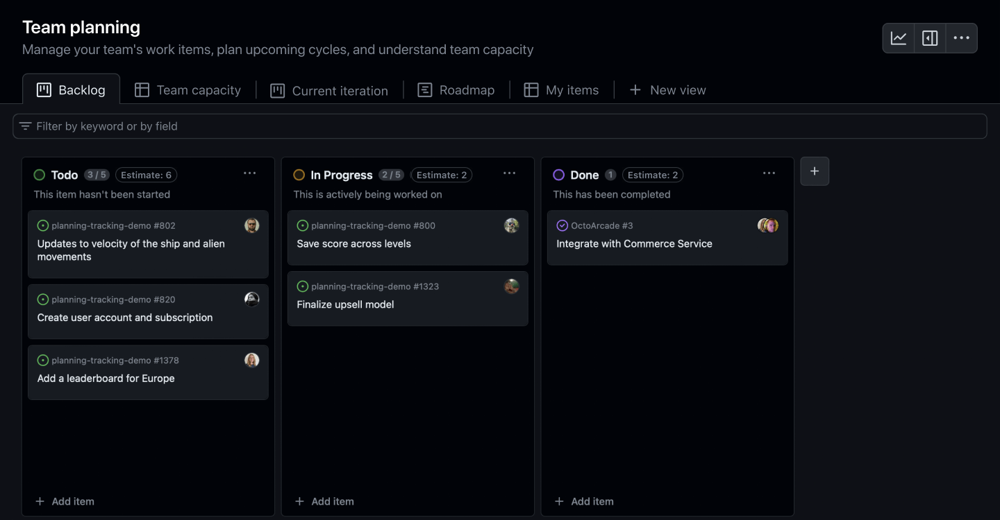 Team planning
Manage your team's work items, plan upcoming cycles, and understand team capacity
Backlog
Team capacity
Current iteration
Roadmap
My items
New view
Filter by keyword or by field
Todo 3 / 5 Estimate: 6
This item hasn't been started
planning-tracking-demo #802
Updates to velocity of the ship and alien
movements
planning-tracking-demo #820
Create user account and subscription
planning-tracking-demo #1378
Add a leaderboard for Europe
Add item
In Progress 2 / 5 Estimate: 2
This is actively being worked on
planning-tracking-demo #800
Save score across levels
planning-tracking-demo #1323
Finalize upsell model
Add item
Done 1 Estimate: 2
This has been completed
OctoArcade #3
Integrate with Commerce Service
Add item